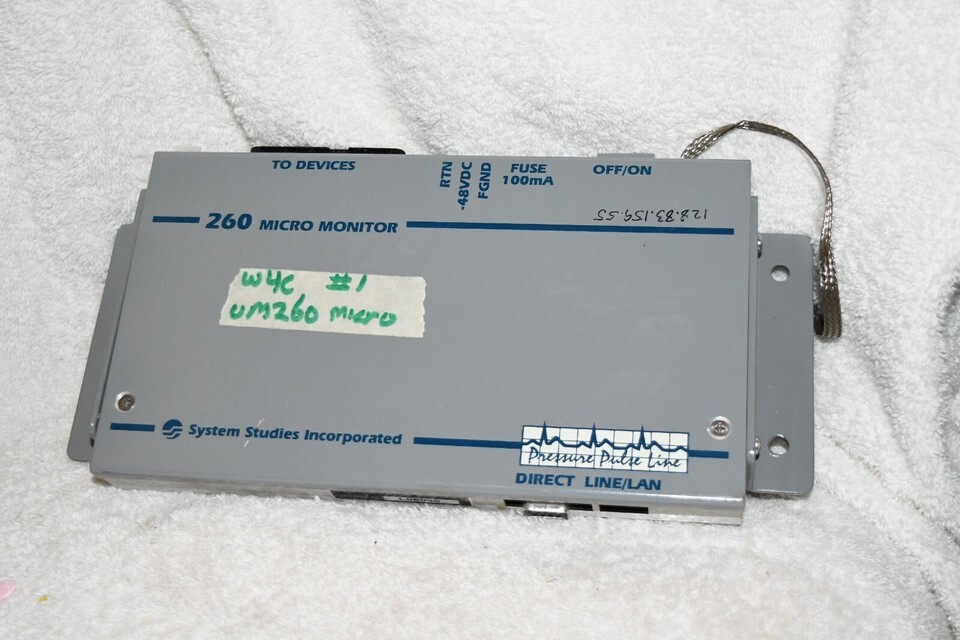 TO DEVICES
RTN
-48VDC
FGND
FUSE
100mA
OFF/ON
128.83.159.55
260 MICRO MONITOR
W4C #1
UM260 MICRO
System Studies Incorporated
Pressure Pulse Line
DIRECT LINE/LAN